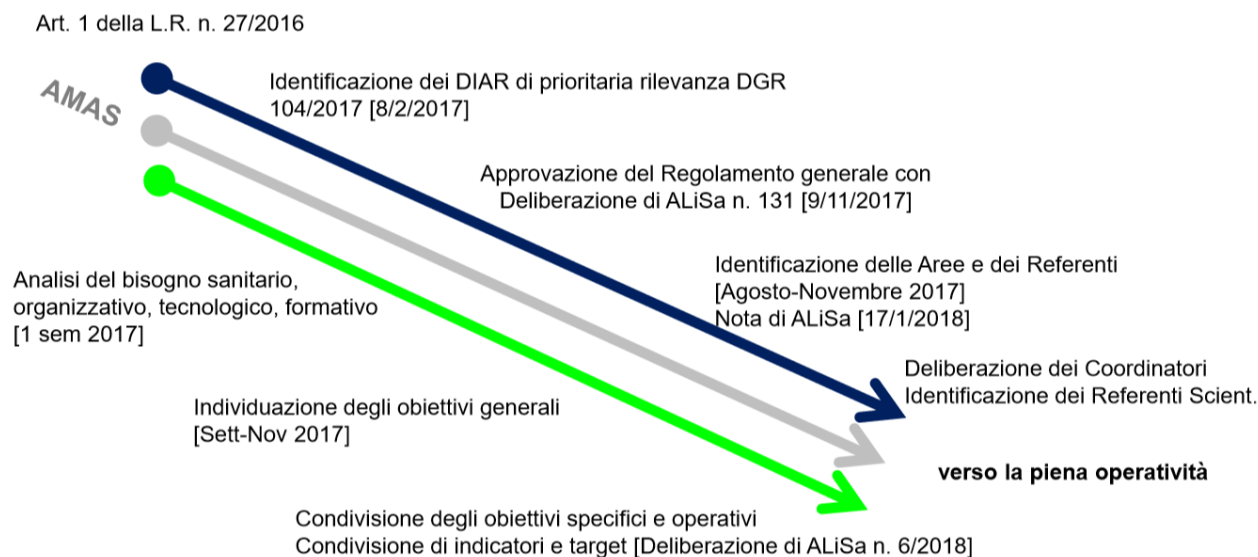 Art. 1 della L.R. n. 27/2016
AMAS
Identificazione dei DIAR di prioritaria rilevanza DGR
104/2017 [8/2/2017]
Approvazione del Regolamento generale con
Deliberazione di ALiSa n. 131 [9/11/2017]
Identificazione delle Aree e dei Referenti
[Agosto-Novembre 2017]
Nota di ALiSa [17/1/2018]
Deliberazione dei Coordinatori
Identificazione dei Referenti Scient.
Analisi del bisogno sanitario,
organizzativo, tecnologico, formativo
[1 sem 2017]
Individuazione degli obiettivi generali
[Sett-Nov 2017]
verso la piena operatività
Condivisione degli obiettivi specifici e operativi
Condivisione di indicatori e target [Deliberazione di ALiSa n. 6/2018]